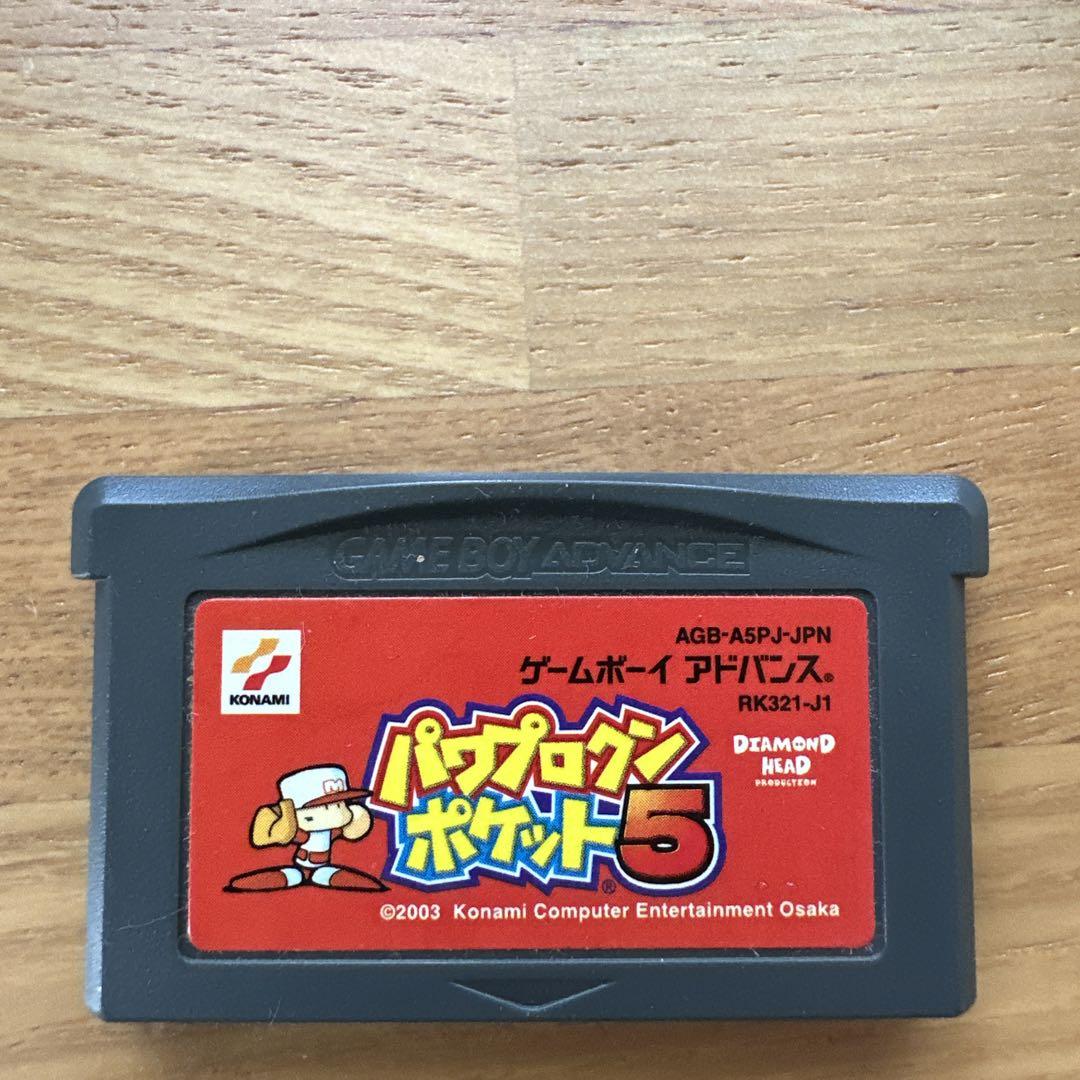 GAME BOY ADVANCE
AGB-A5PJ-JPN
ゲームボーイ アドバンス®
RK321-J1
KONAMI
パワプロクン
ポケット5®
DIAMOND
HEAD
PRODUCTION
M
©2003 Konami Computer Entertainment Osaka